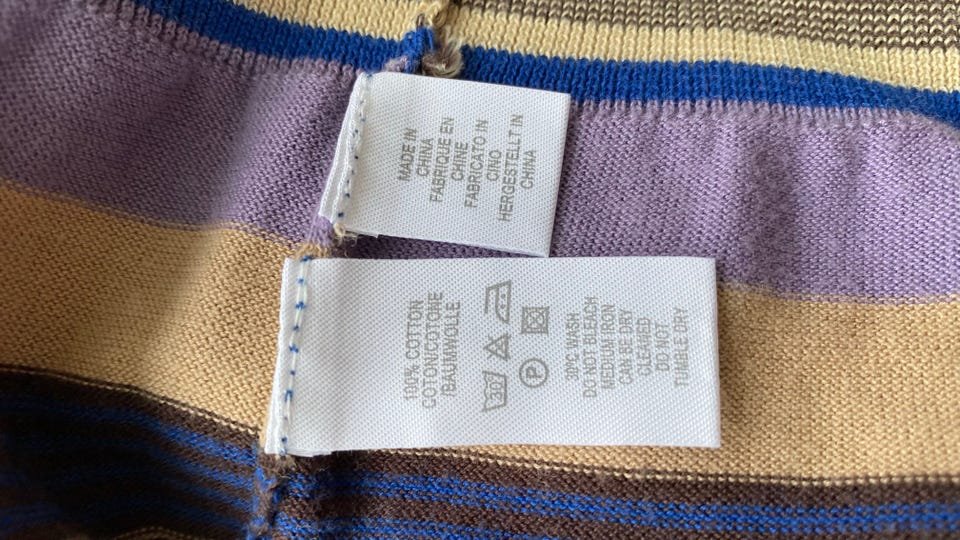 MADE IN
CHINA
FABRIQUE EN
CHINE
FABRICATO IN
CINO
HERGESTELLT IN
CHINA
100% COTTON
COTON/COTONE
/BAUMWOLLE
30°
P
30°C WASH
DO NOT BLEACH
MEDIUM IRON
CAN BE DRY
CLEANED
DO NOT
TUMBLE DRY